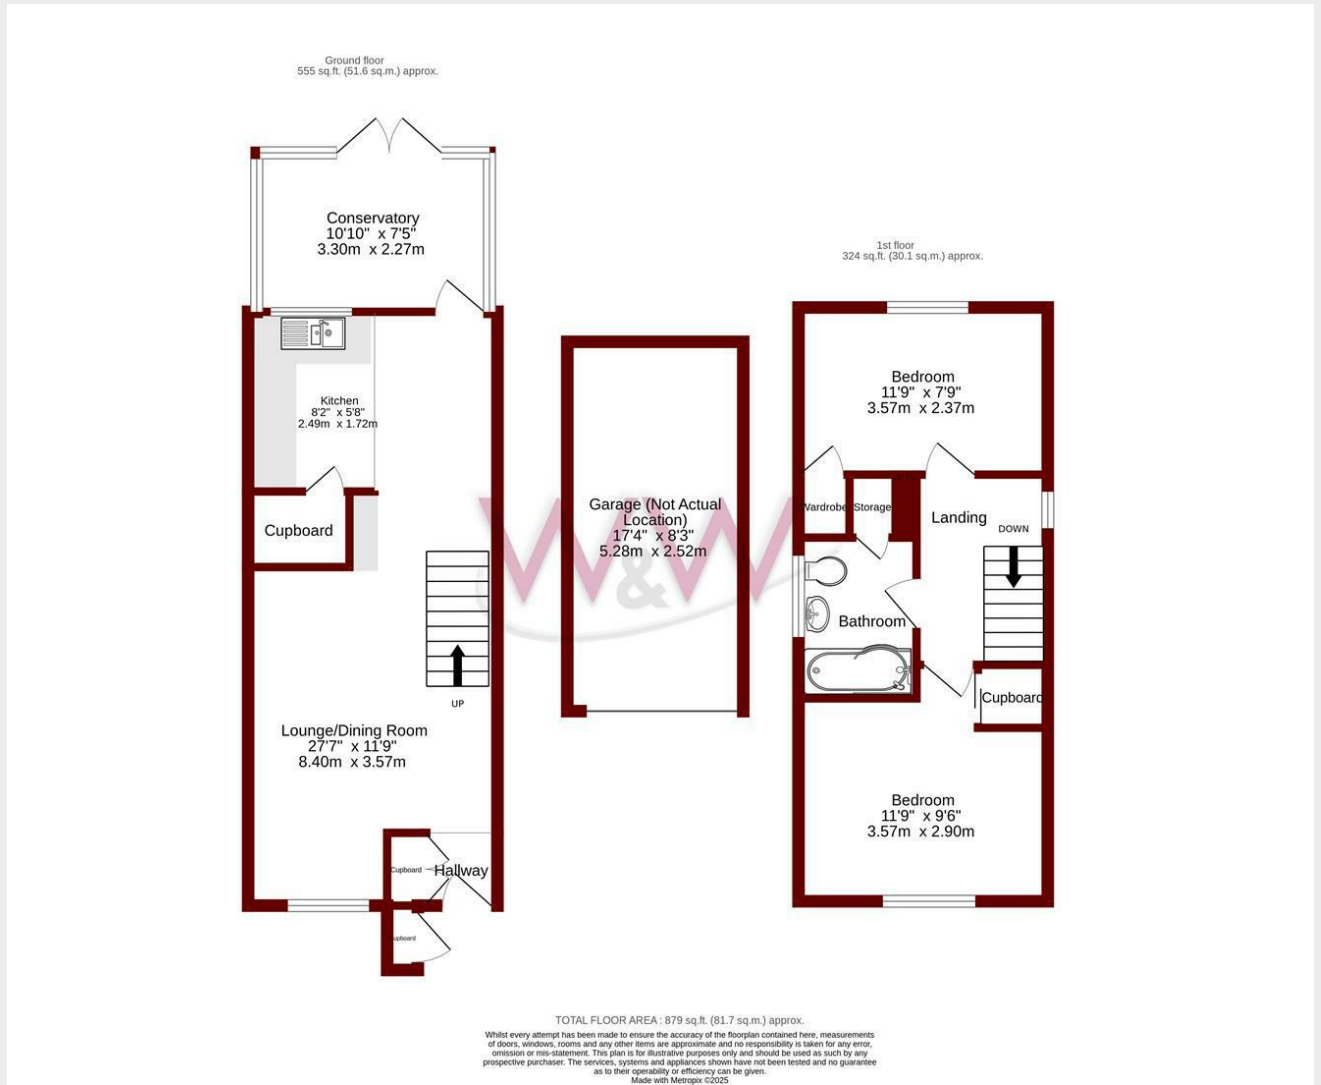 Ground floor
555 sq.ft. (51.6 sq.m.) approx.
Conservatory
10'10" x 7'5"
3.30m x 2.27m
Kitchen
8'2" x 5'8"
2.49m x 1.72m
Cupboard
UP
Lounge/Dining Room
27'7" x 11'9"
8.40m x 3.57m
Cupboard
Hallway
Cupboard
Garage (Not Actual
Location)
17'4" x 8'3"
5.28m x 2.52m
W&W
1st floor
324 sq.ft. (30.1 sq.m.) approx.
Bedroom
11'9" x 7'9"
3.57m x 2.37m
Wardrobe
Storage
Landing
DOWN
Bathroom
Cupboard
Bedroom
11'9" x 9'6"
3.57m x 2.90m
TOTAL FLOOR AREA : 879 sq.ft. (81.7 sq.m.) approx.
Whilst every attempt has been made to ensure the accuracy of the floorplan contained here, measurements
of doors, windows, rooms and any other items are approximate and no responsibility is taken for any error,
omission or mis-statement. This plan is for illustrative purposes only and should be used as such by any
prospective purchaser. The services, systems and appliances shown have not been tested and no guarantee
as to their operability or efficiency can be given.
Made with Metropix ©2025